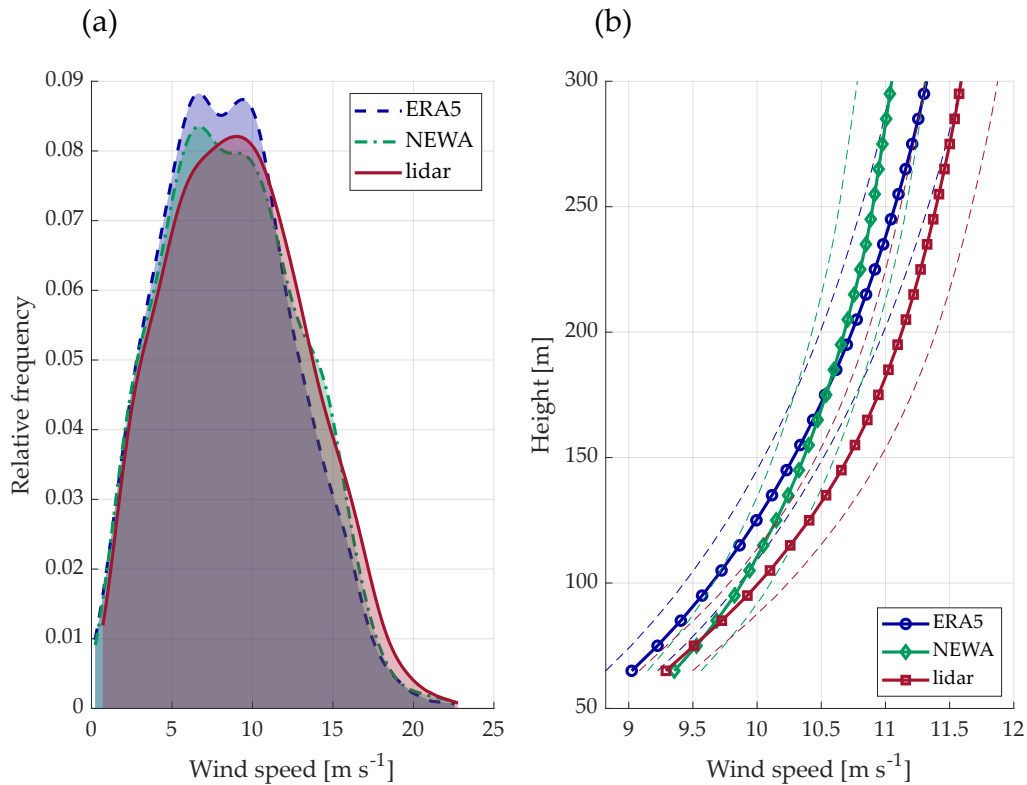 (a)
(b)
0.09
0.08
0.07
0.06
0.05
0.04
0.03
0.02
0.01
0
Relative frequency
ERA5
NEWA
lidar
0
5
10
15
20
25
Wind speed [m s⁻¹]
300
250
200
150
100
50
Height [m]
ERA5
NEWA
lidar
9
9.5
10
10.5
11
11.5
12
Wind speed [m s⁻¹]